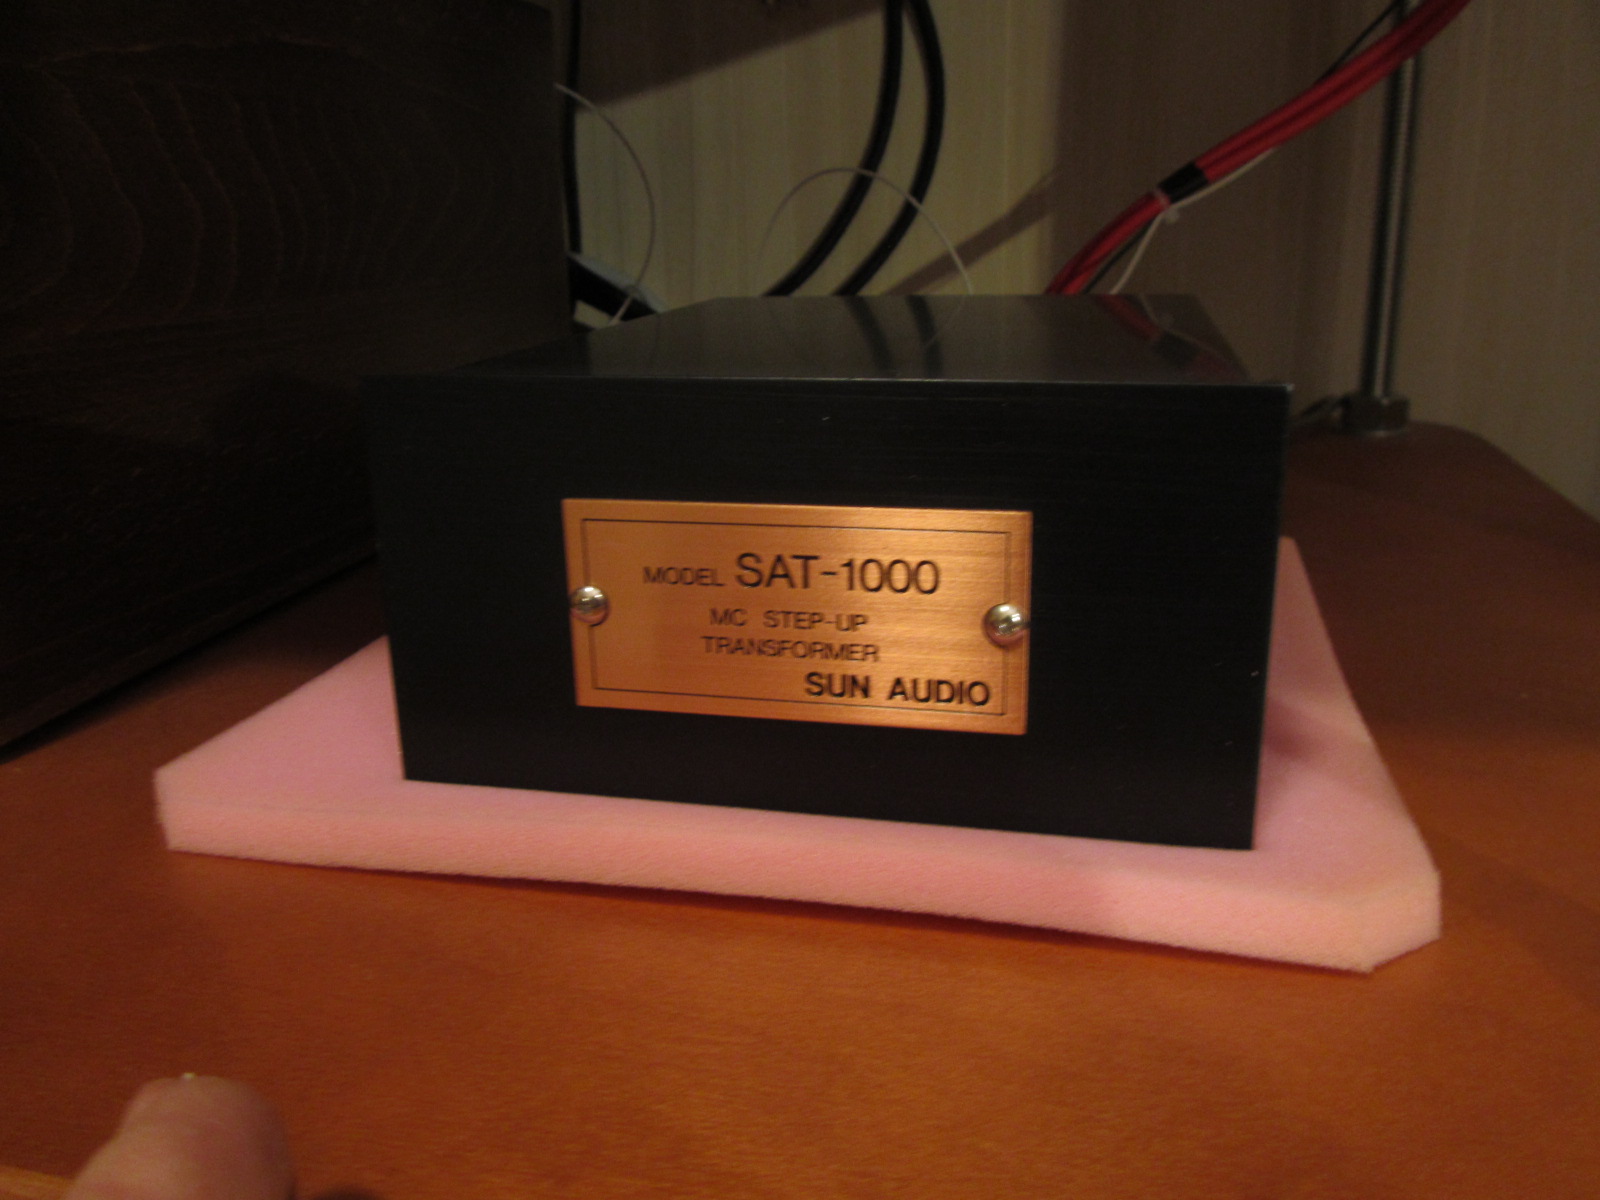 MODEL SAT-1000
MC STEP-UP
TRANSFORMER
SUN AUDIO